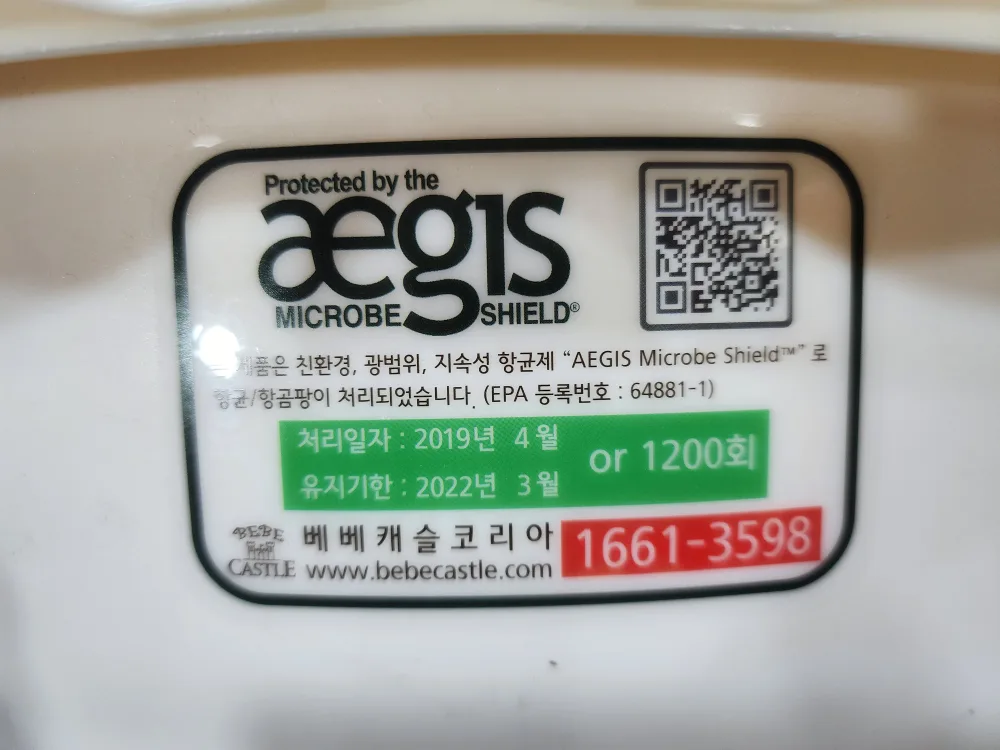 Protected by the
aegis
MICROBE SHIELD®
제품은 친환경, 광범위, 지속성 항균제 “AEGIS Microbe Shield™” 로
항균/항곰팡이 처리되었습니다. (EPA 등록번호 : 64881-1)
처리일자 : 2019년 4월
or 1200회
유지기한 : 2022년 3월
BEBE CASTLE
베베캐슬코리아
www.bebecastle.com
1661-3598